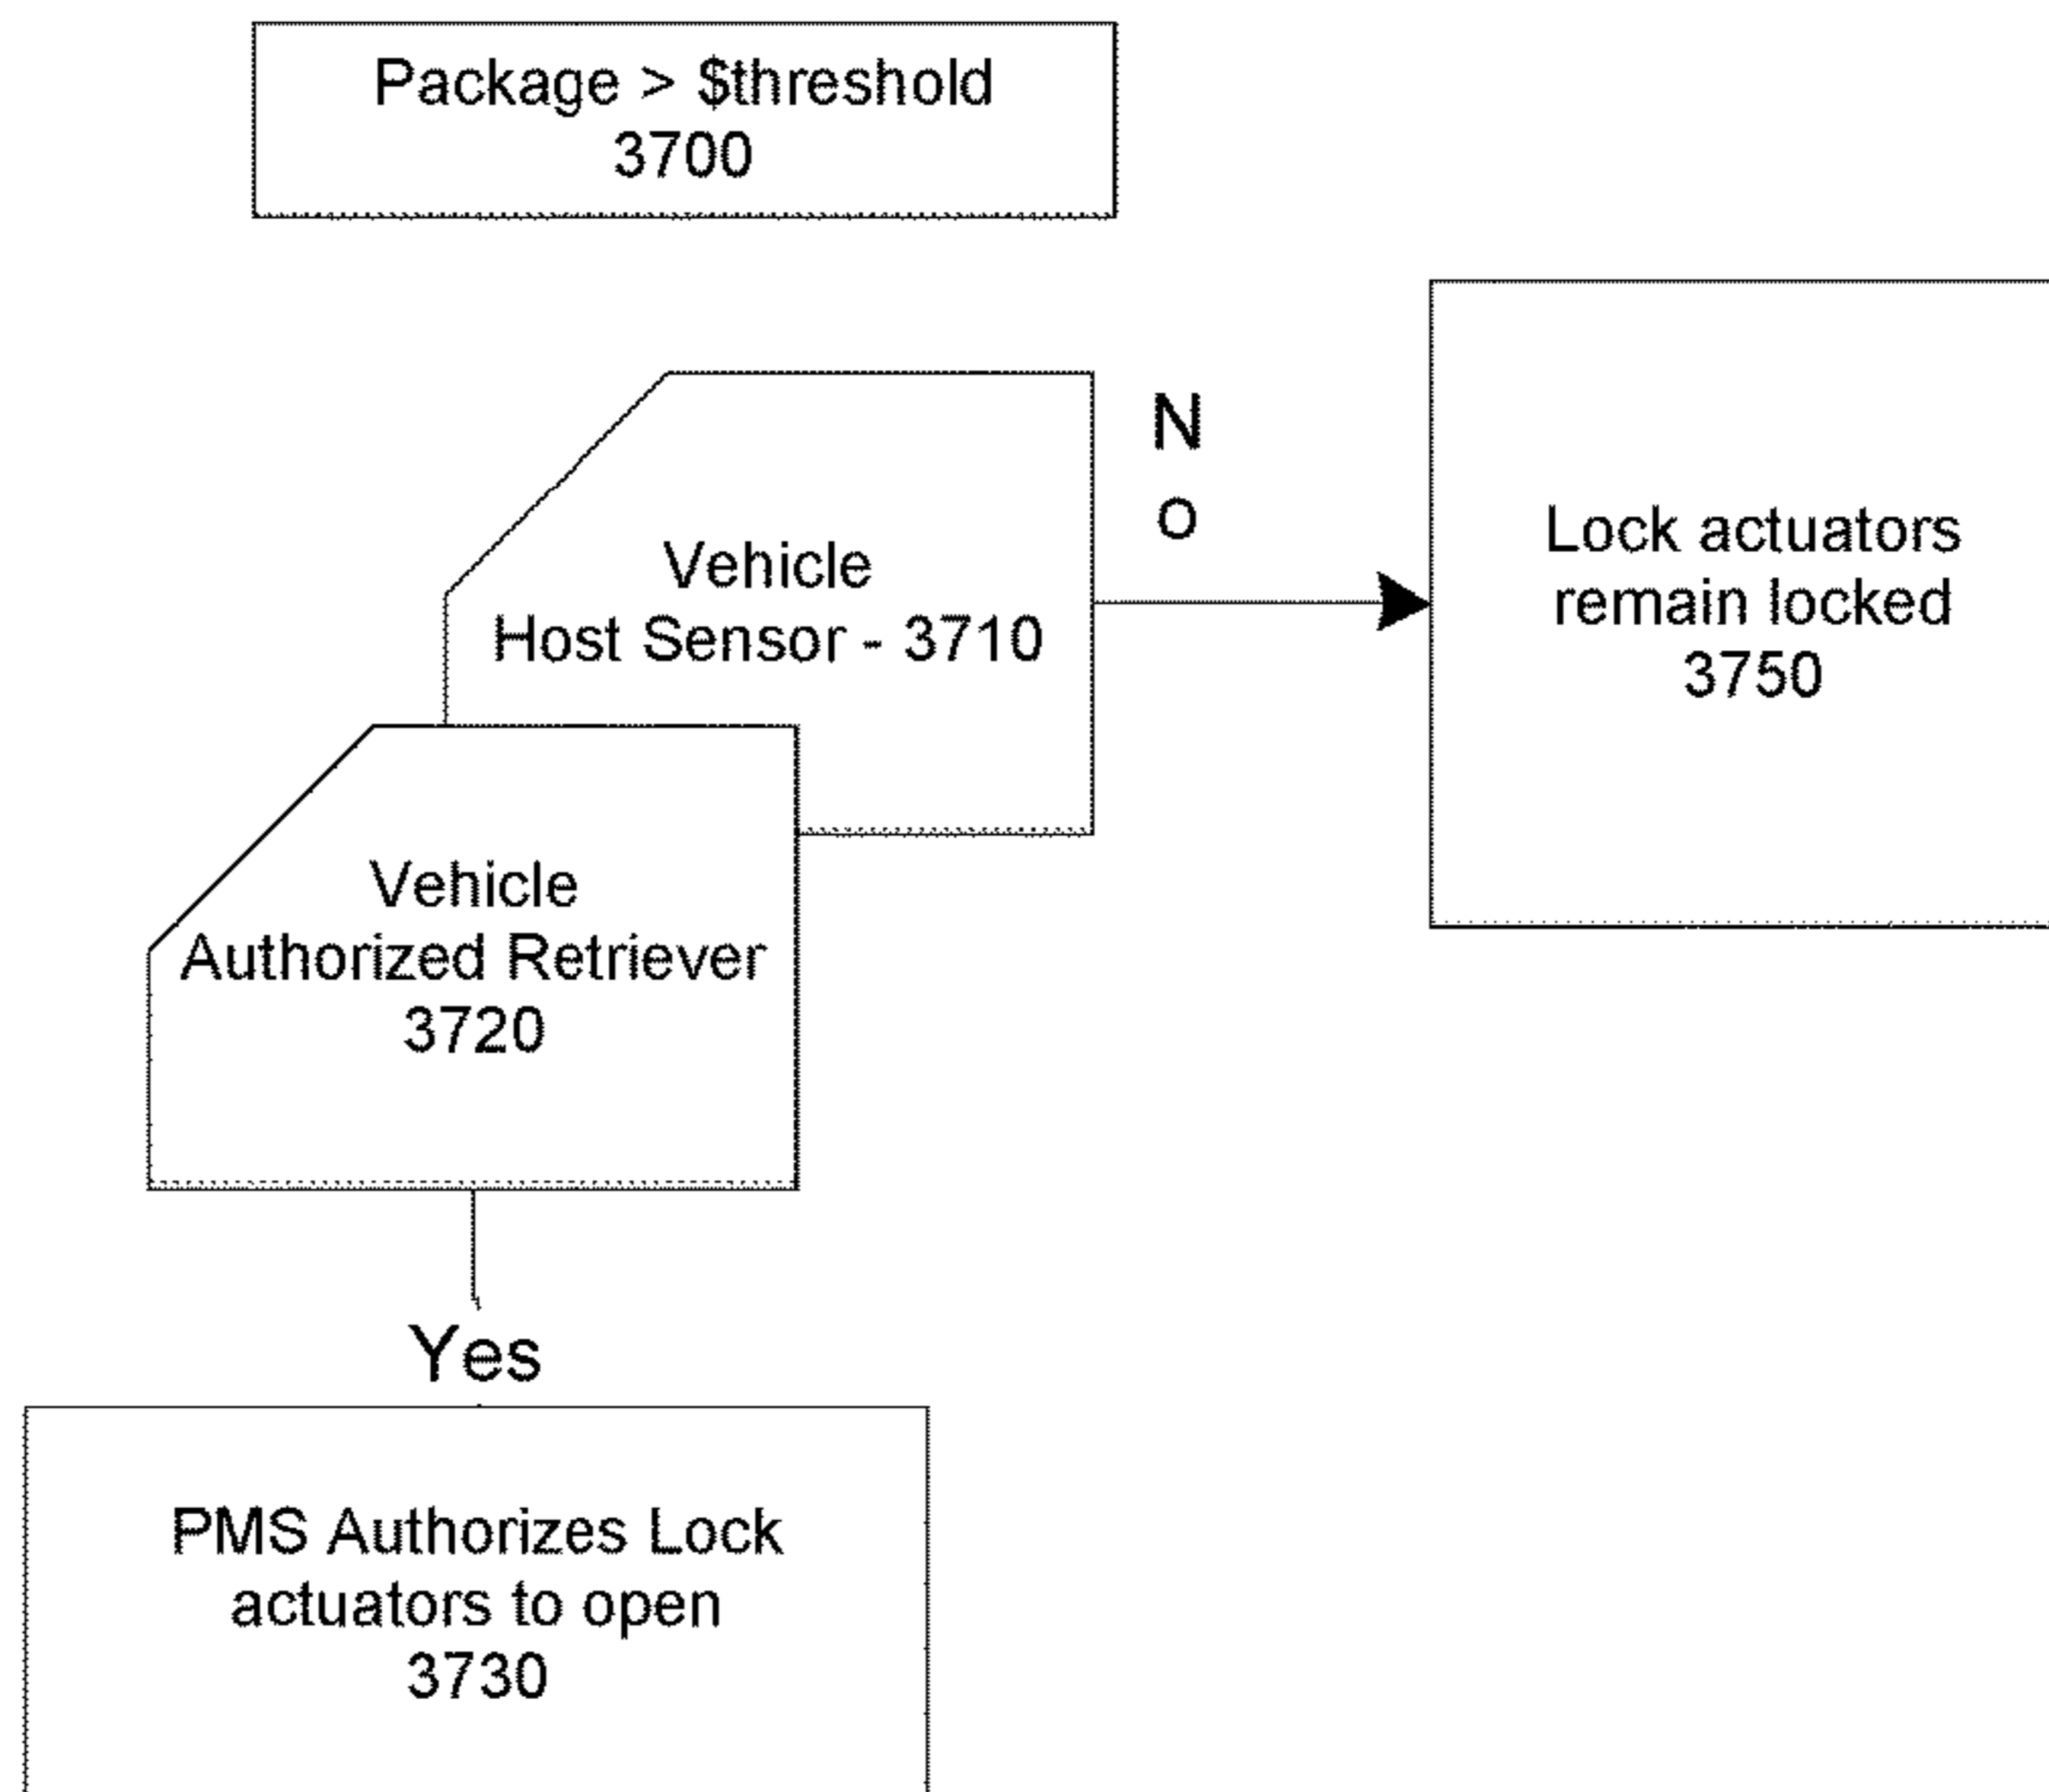 Package > $threshold
3700
N
o
Vehicle
Host Sensor - 3710
Lock actuators
remain locked
3750
Vehicle
Authorized Retriever
3720
Yes
PMS Authorizes Lock
actuators to open
3730